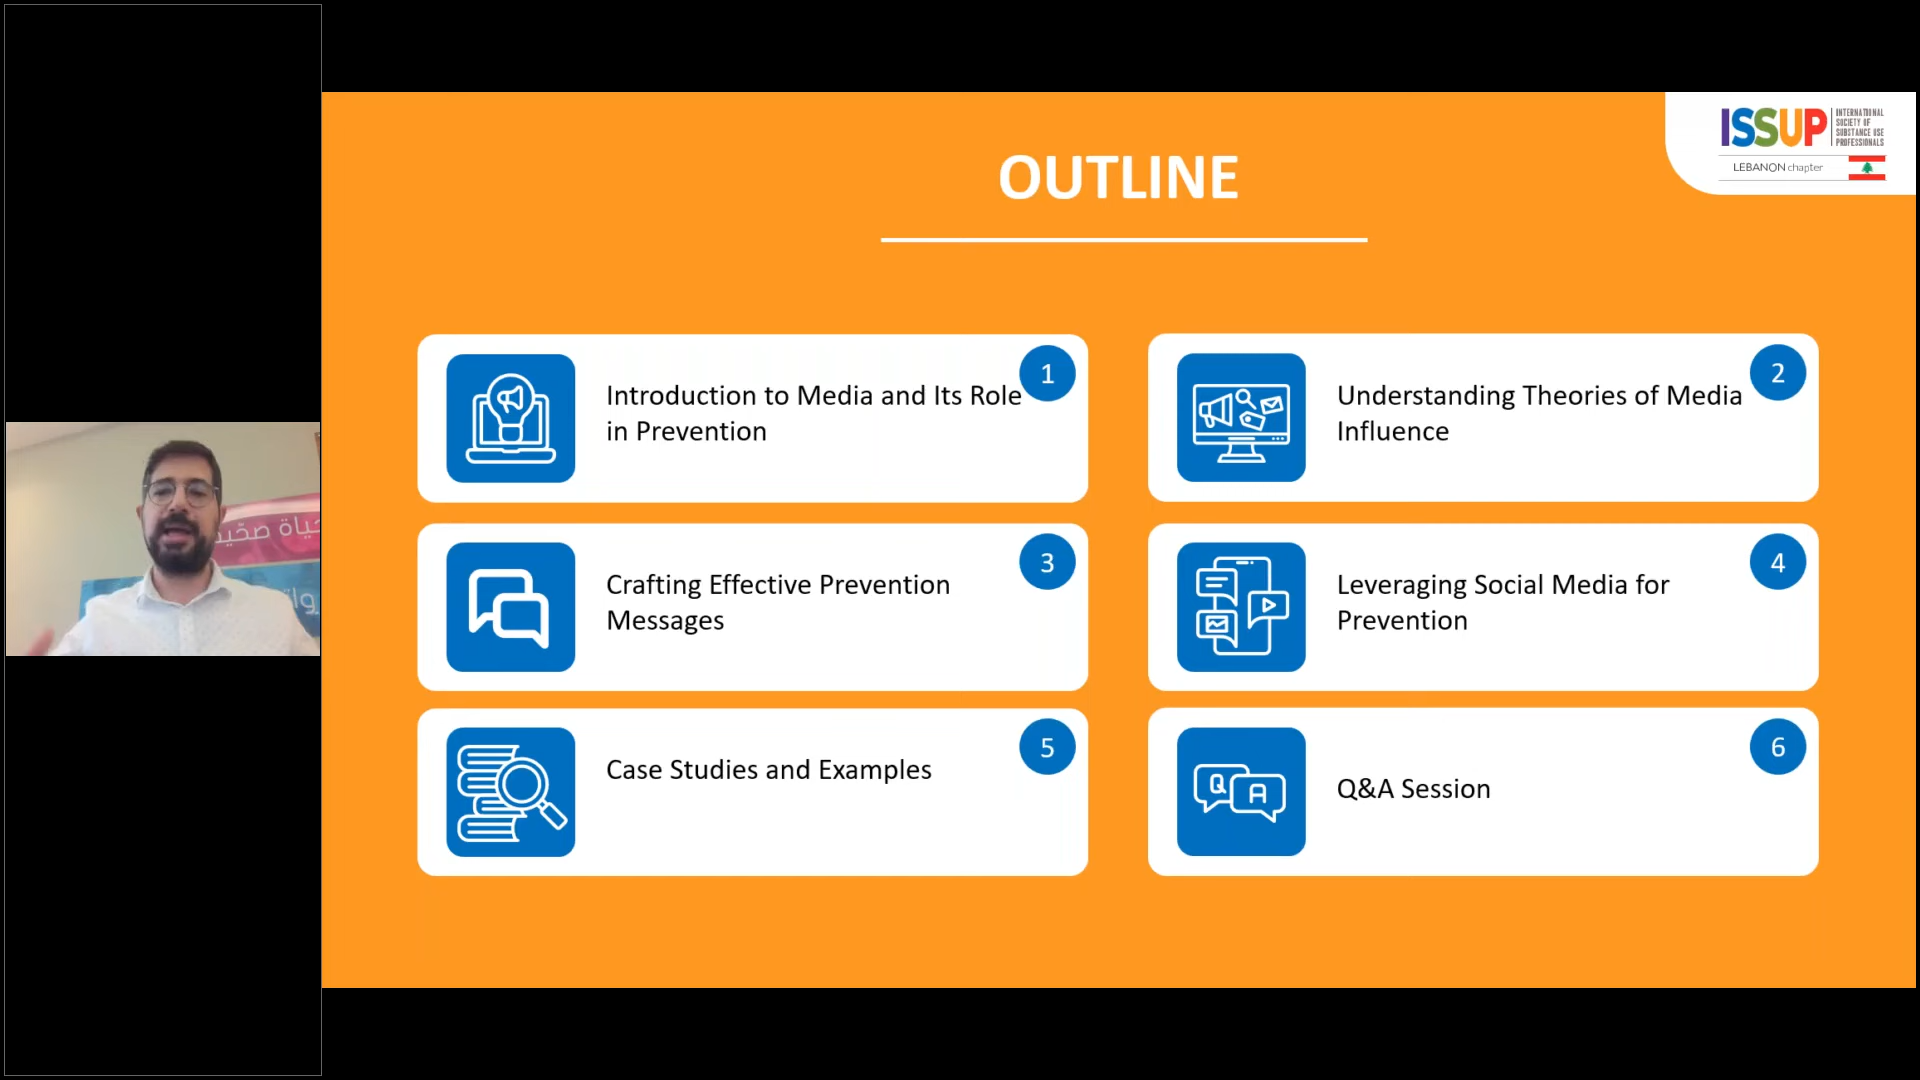 OUTLINE
ISSUP
INTERNATIONAL
SOCIETY OF
SUBSTANCE USE
PROFESSIONALS
LEBANON chapter
1
Introduction to Media and Its Role
in Prevention
2
Understanding Theories of Media
Influence
3
Crafting Effective Prevention
Messages
4
Leveraging Social Media for
Prevention
5
Case Studies and Examples
6
Q&A Session
Q A